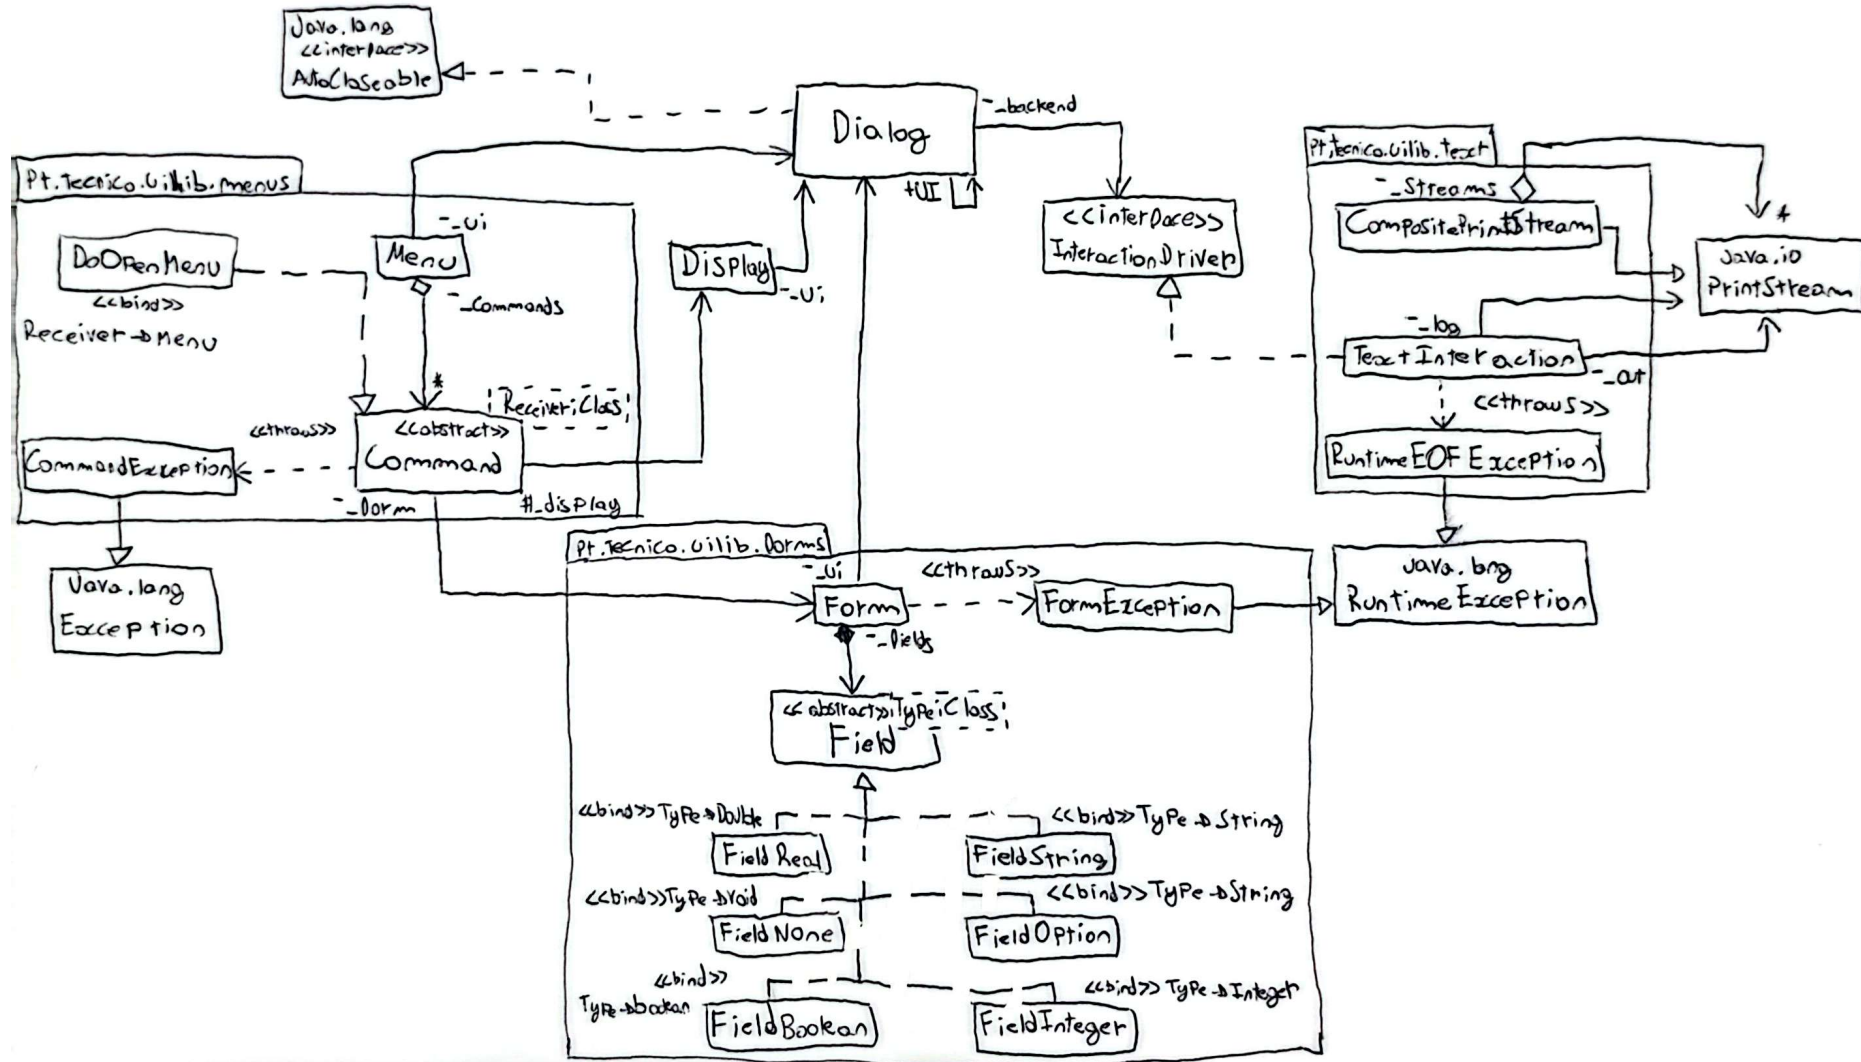 Java.lang
<<interface>>
AutoCloseable
Dialog
-_backend
+UI
<<interface>>
InteractionDriver
Pt.Tecnico.uilib.text
-_Streams
CompositePrintStream
*
Java.io
PrintStream
-_log
TextInteraction
-_out
<<throws>>
RuntimeEOFException
Java.lang
RuntimeException
Pt.Tecnico.uilib.menus
-_ui
DoOpenMenu
<<bind>>
Receiver->Menu
Menu
-_Commands
*
Display
-_ui
Receiver:Class
<<throws>>
<<abstract>>
Command
CommandException
-_form
#_display
Java.lang
Exception
Pt.Tecnico.uilib.forms
-_ui
<<throws>>
Form
FormException
-_fields
<<abstract>>
Type:Class
Field
<<bind>>Type->Double
<<bind>>Type->String
FieldReal
FieldString
<<bind>>Type->Void
<<bind>>Type->String
FieldNone
FieldOption
<<bind>>
Type->boolean
<<bind>>Type->Integer
FieldBoolean
FieldInteger